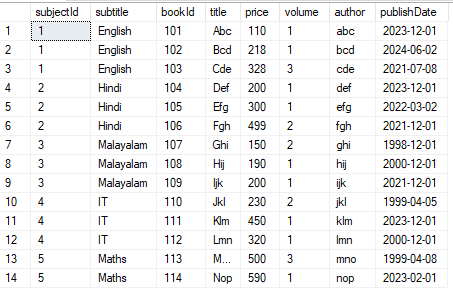 subjectId subtitle bookId title price volume author publishDate
1 1 English 101 Abc 110 1 abc 2023-12-01
2 1 English 102 Bcd 218 1 bcd 2024-06-02
3 1 English 103 Cde 328 3 cde 2021-07-08
4 2 Hindi 104 Def 200 1 def 2023-12-01
5 2 Hindi 105 Efg 300 1 efg 2022-03-02
6 2 Hindi 106 Fgh 499 2 fgh 2021-12-01
7 3 Malayalam 107 Ghi 150 2 ghi 1998-12-01
8 3 Malayalam 108 Hij 190 1 hij 2000-12-01
9 3 Malayalam 109 Ijk 200 1 ijk 2021-12-01
10 4 IT 110 Jkl 230 2 jkl 1999-04-05
11 4 IT 111 Klm 450 1 klm 2023-12-01
12 4 IT 112 Lmn 320 1 lmn 2000-12-01
13 5 Maths 113 M... 500 3 mno 1999-04-08
14 5 Maths 114 Nop 590 1 nop 2023-02-01